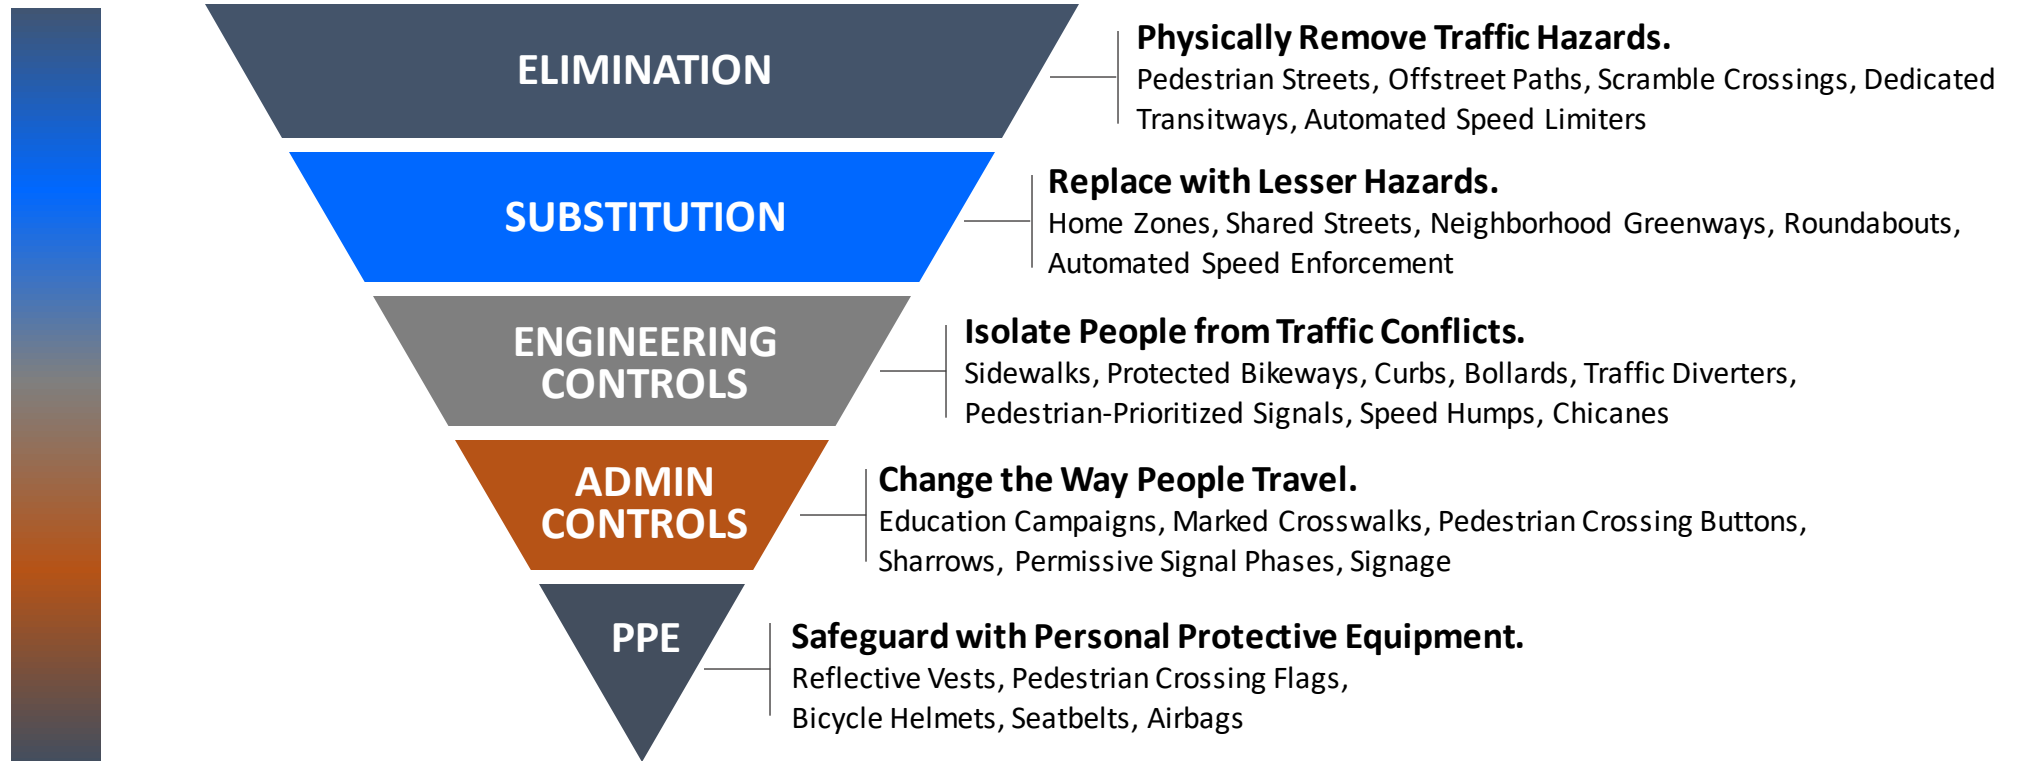 ELIMINATION
Physically Remove Traffic Hazards.
Pedestrian Streets, Offstreet Paths, Scramble Crossings, Dedicated
Transitways, Automated Speed Limiters
SUBSTITUTION
Replace with Lesser Hazards.
Home Zones, Shared Streets, Neighborhood Greenways, Roundabouts,
Automated Speed Enforcement
ENGINEERING
CONTROLS
Isolate People from Traffic Conflicts.
Sidewalks, Protected Bikeways, Curbs, Bollards, Traffic Diverters,
Pedestrian-Prioritized Signals, Speed Humps, Chicanes
ADMIN
CONTROLS
Change the Way People Travel.
Education Campaigns, Marked Crosswalks, Pedestrian Crossing Buttons,
Sharrows, Permissive Signal Phases, Signage
PPE
Safeguard with Personal Protective Equipment.
Reflective Vests, Pedestrian Crossing Flags,
Bicycle Helmets, Seatbelts, Airbags